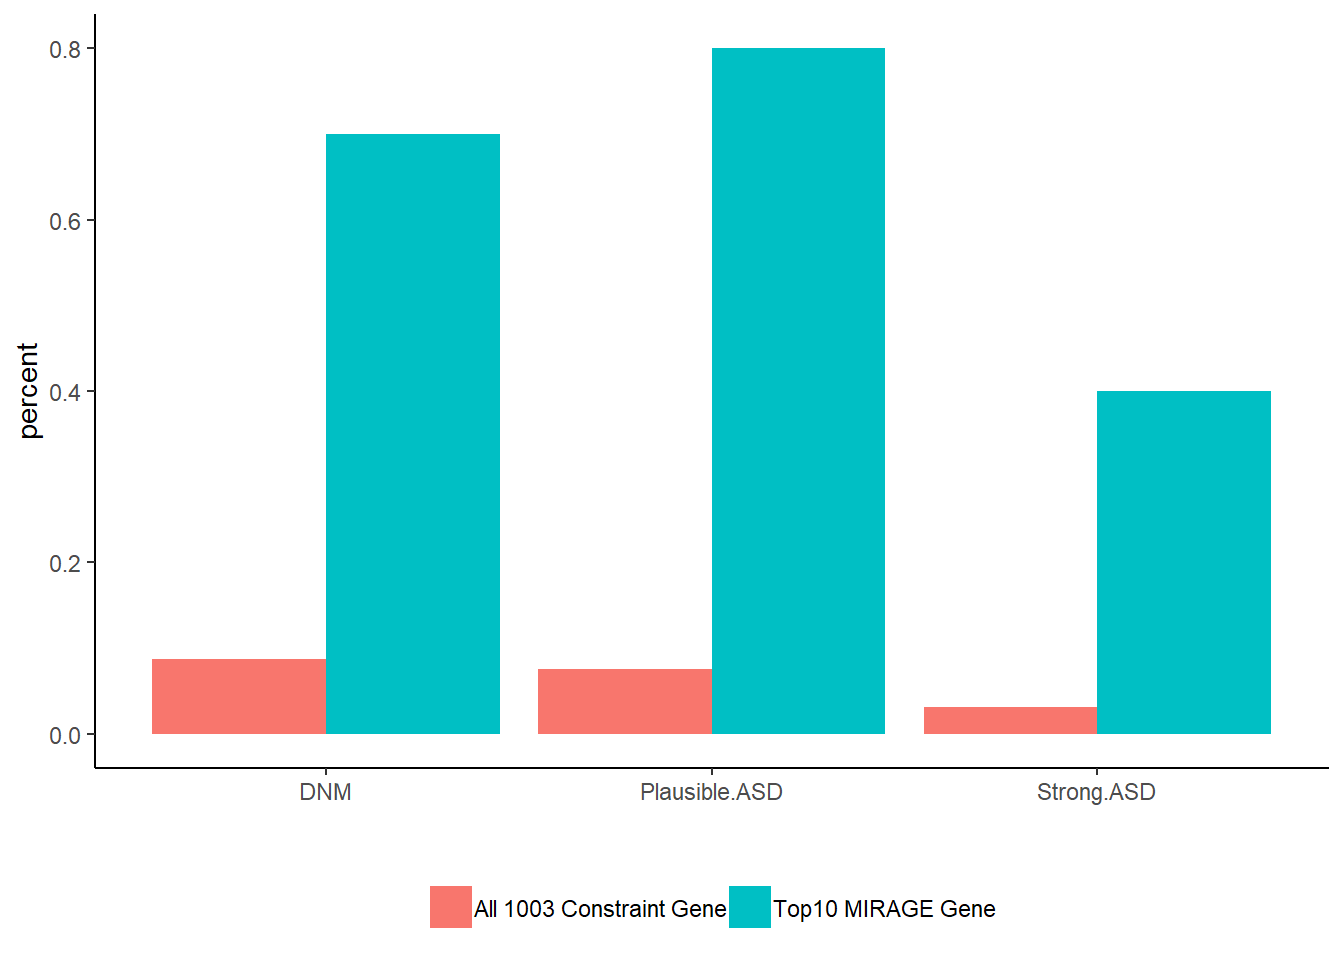 0.8
0.6
0.4
0.2
0.0
percent
DNM
Plausible.ASD
Strong.ASD
All 1003 Constraint Gene
Top10 MIRAGE Gene